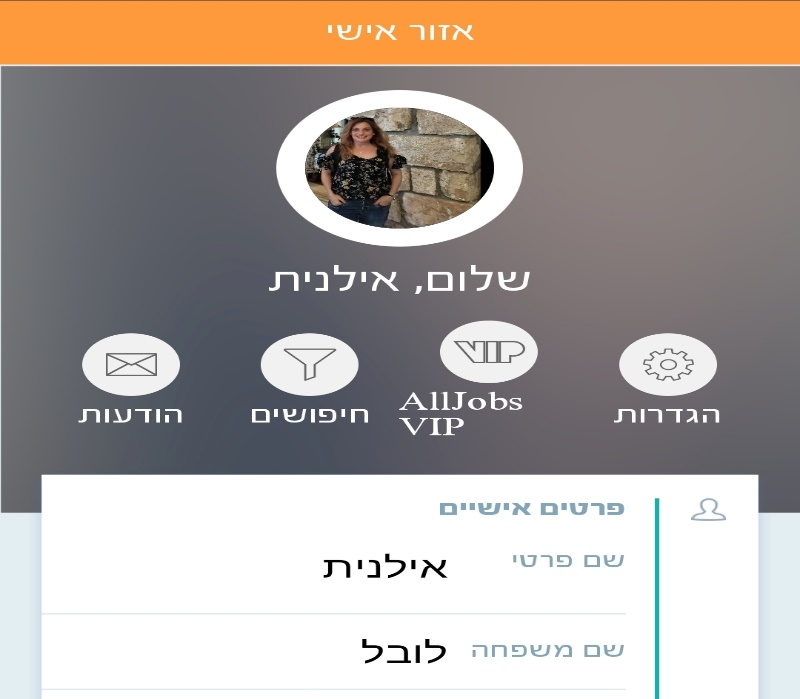 אזור אישי
שלום, אילנית
הגדרות
AllJobs
VIP
VIP
חיפושים
הודעות
פרטים אישיים
שם פרטי אילנית
שם משפחה לובל